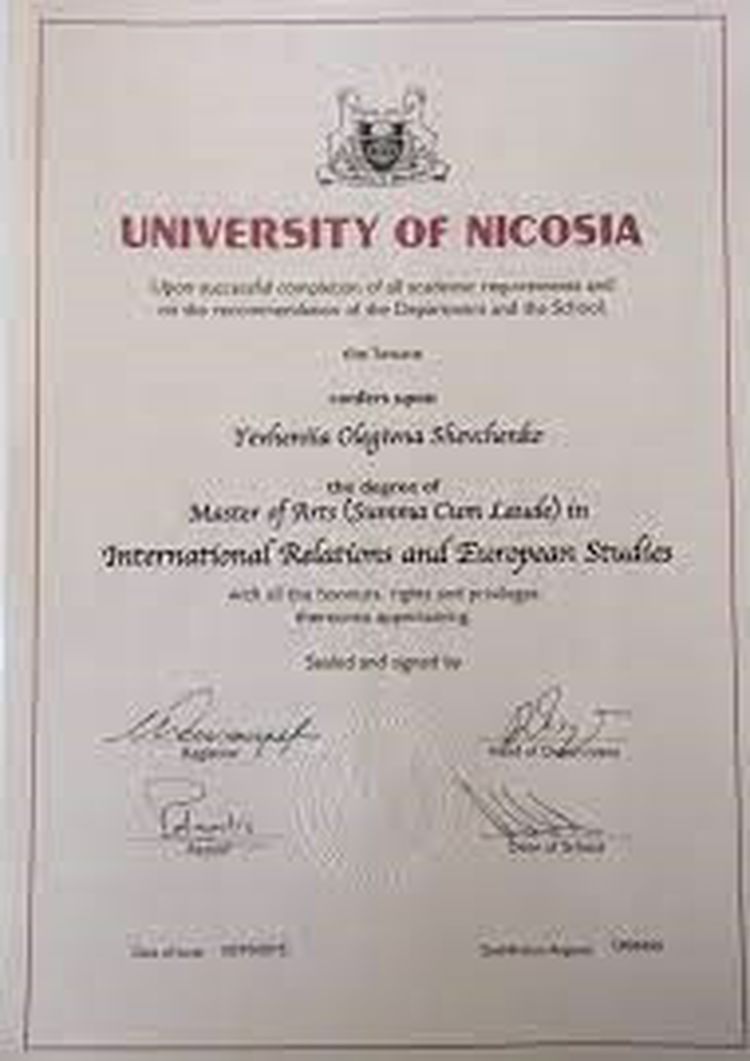 UNIVERSITY OF NICOSIA
Upon successful completion of all academic requirements and
on the recommendation of the Department and the School,
the Senate
confers upon
Yevheniia Olegivna Shevchenko
the degree of
Master of Arts (Summa Cum Laude) in
International Relations and European Studies
with all the honours, rights and privileges
thereunto appertaining.
Sealed and signed by
Registrar
Head of Department
Rector
Dean of School
Date of Issue
Qualification Awarded